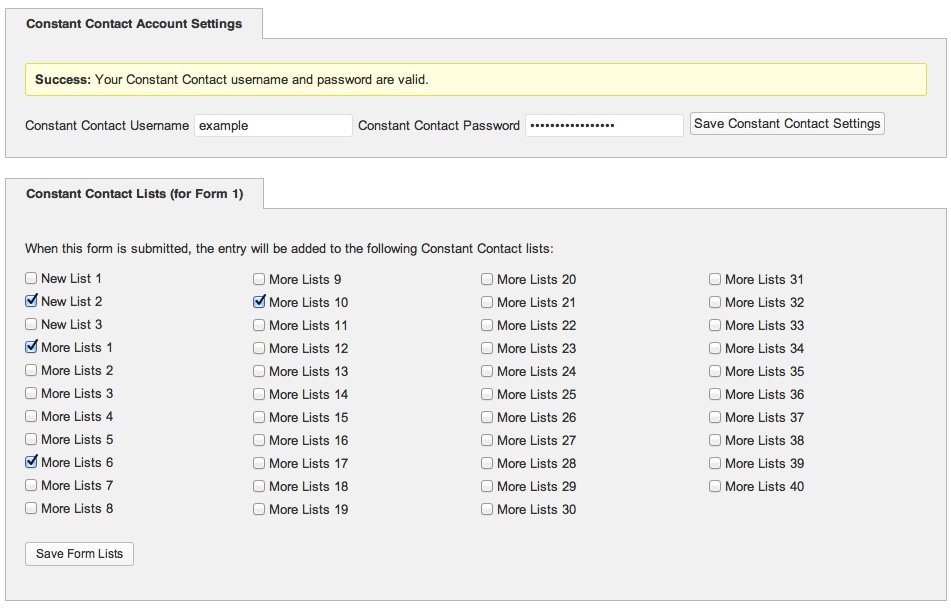 Constant Contact Account Settings
Success: Your Constant Contact username and password are valid.
Constant Contact Username example Constant Contact Password ••••••••••••••••• Save Constant Contact Settings
Constant Contact Lists (for Form 1)
When this form is submitted, the entry will be added to the following Constant Contact lists:
New List 1
New List 2
New List 3
More Lists 1
More Lists 2
More Lists 3
More Lists 4
More Lists 5
More Lists 6
More Lists 7
More Lists 8
More Lists 9
More Lists 10
More Lists 11
More Lists 12
More Lists 13
More Lists 14
More Lists 15
More Lists 16
More Lists 17
More Lists 18
More Lists 19
More Lists 20
More Lists 21
More Lists 22
More Lists 23
More Lists 24
More Lists 25
More Lists 26
More Lists 27
More Lists 28
More Lists 29
More Lists 30
More Lists 31
More Lists 32
More Lists 33
More Lists 34
More Lists 35
More Lists 36
More Lists 37
More Lists 38
More Lists 39
More Lists 40
Save Form Lists